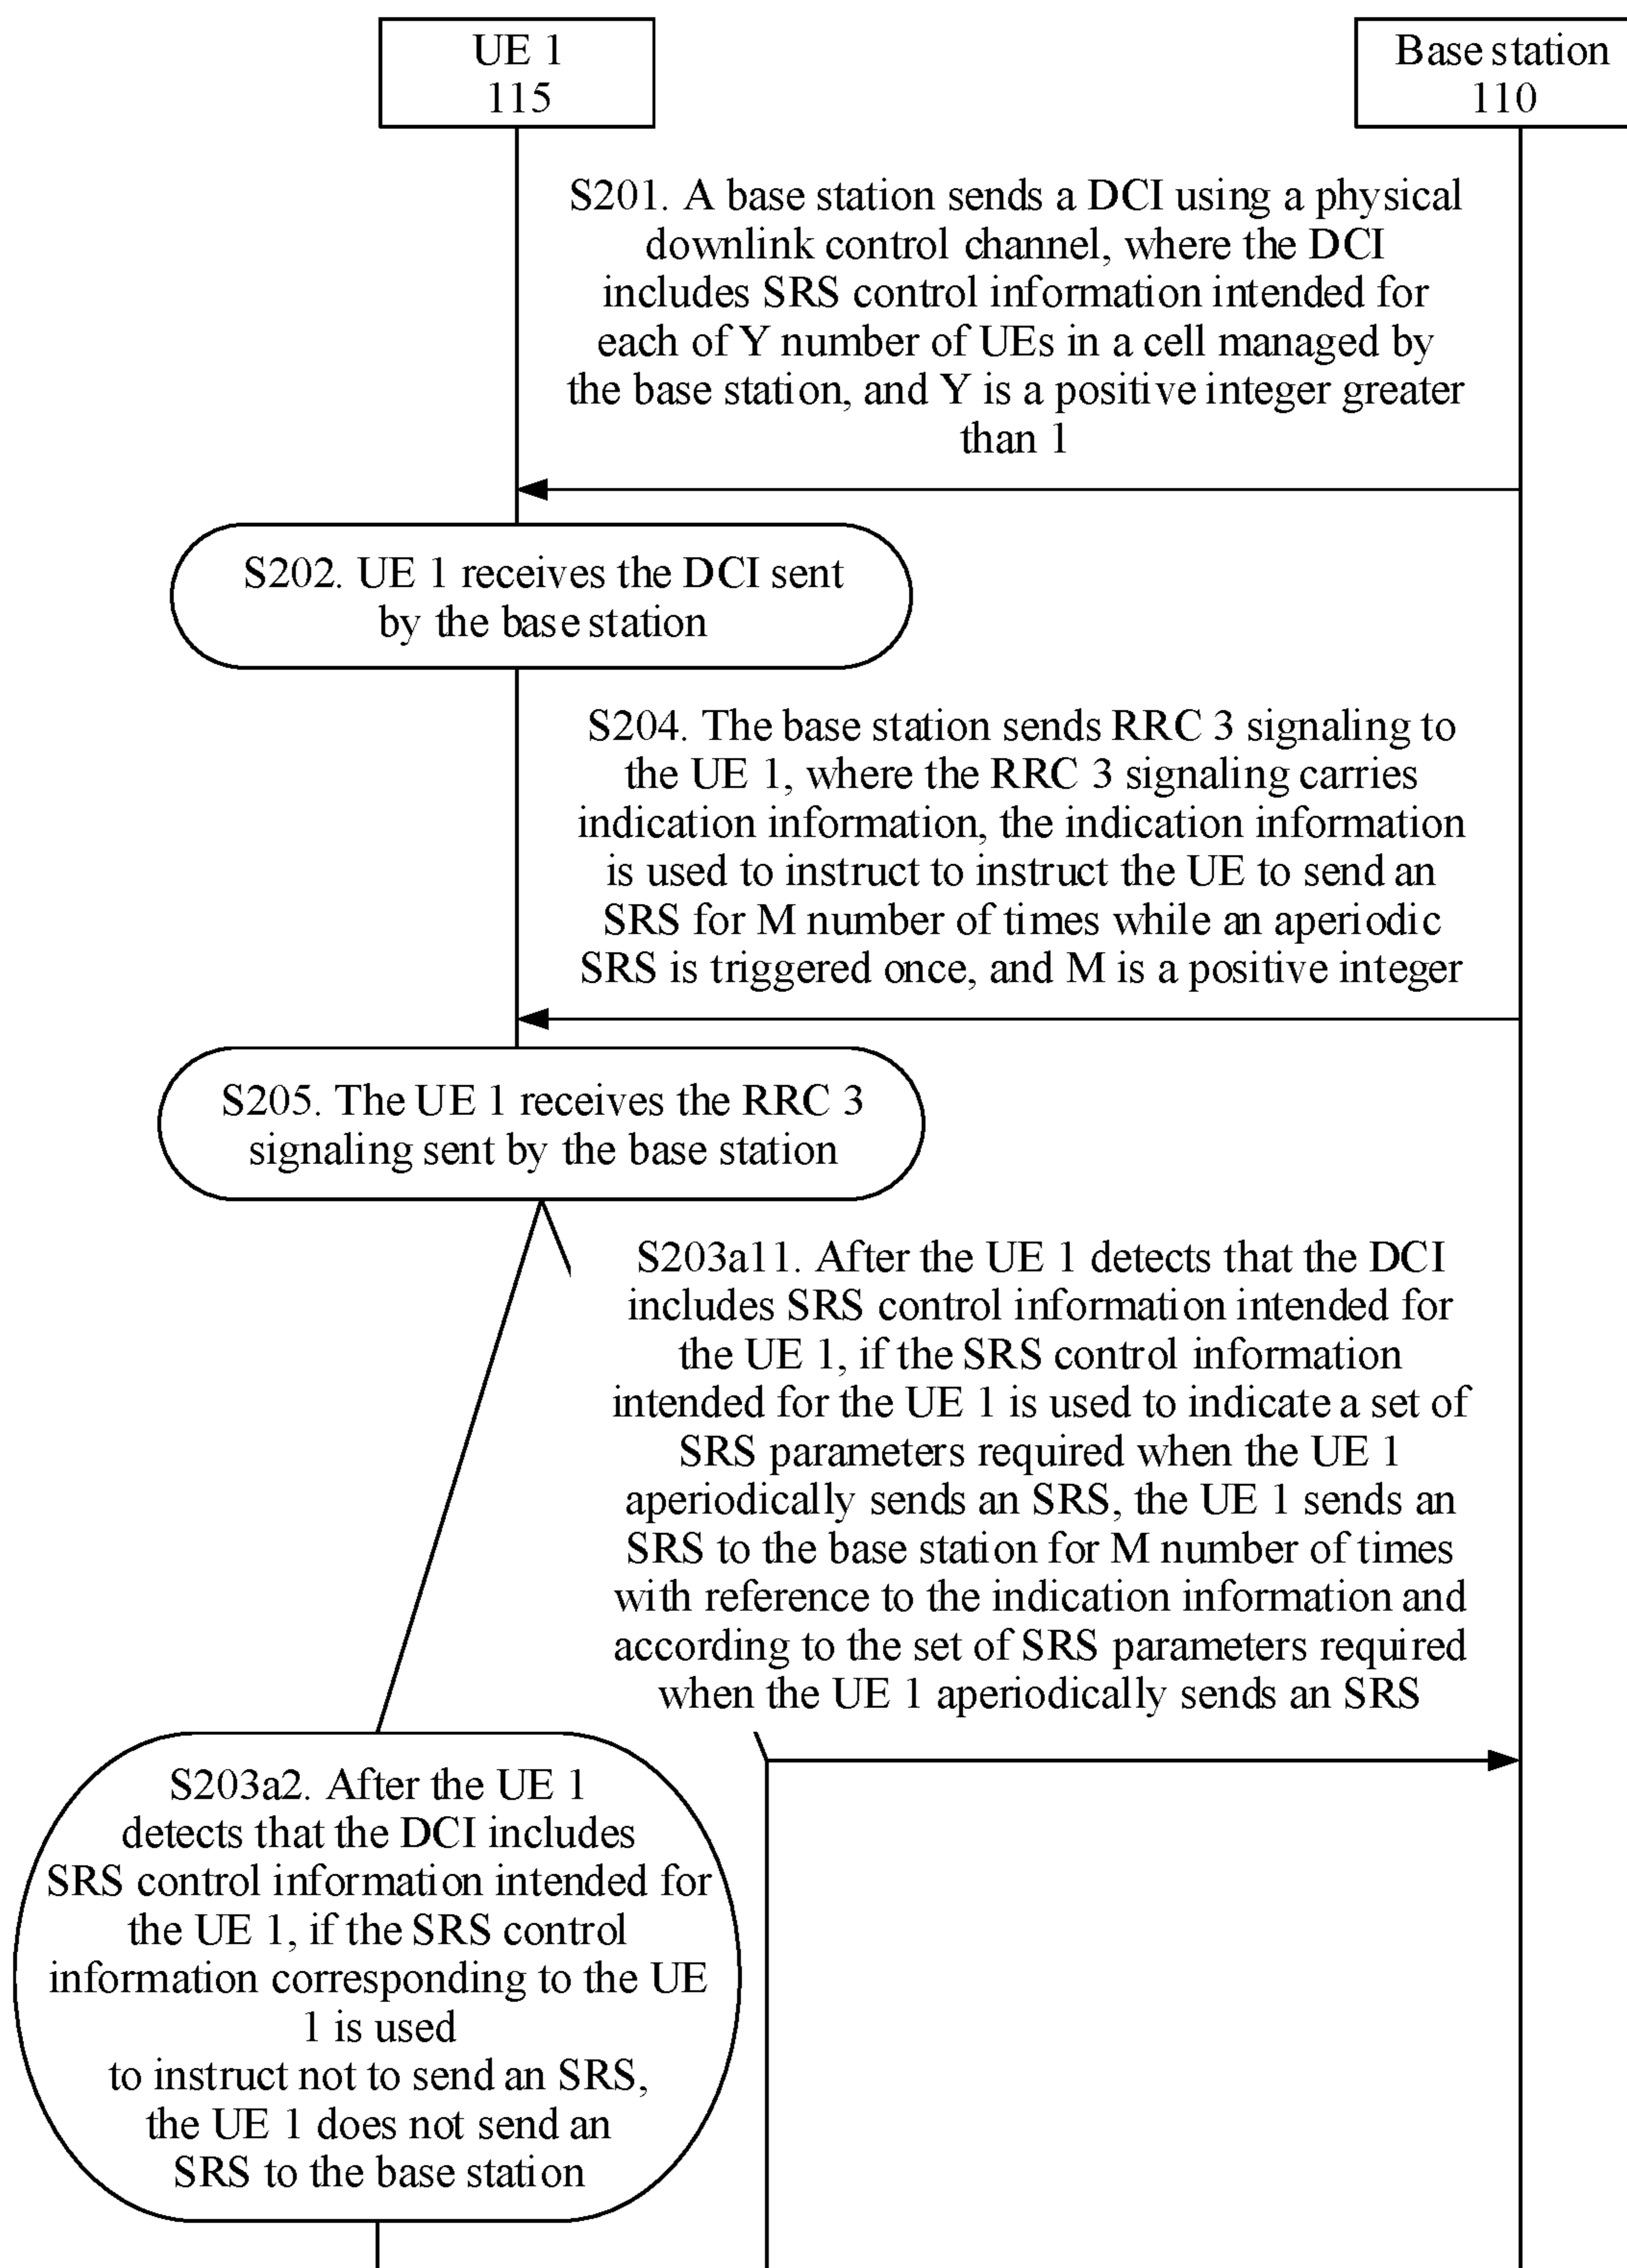 UE 1
115
Base station
110
S201. A base station sends a DCI using a physical
downlink control channel, where the DCI
includes SRS control information intended for
each of Y number of UEs in a cell managed by
the base station, and Y is a positive integer greater
than 1
S202. UE 1 receives the DCI sent
by the base station
S204. The base station sends RRC 3 signaling to
the UE 1, where the RRC 3 signaling carries
indication information, the indication information
is used to instruct to instruct the UE to send an
SRS for M number of times while an aperiodic
SRS is triggered once, and M is a positive integer
S205. The UE 1 receives the RRC 3
signaling sent by the base station
S203a11. After the UE 1 detects that the DCI
includes SRS control information intended for
the UE 1, if the SRS control information
intended for the UE 1 is used to indicate a set of
SRS parameters required when the UE 1
aperiodically sends an SRS, the UE 1 sends an
SRS to the base station for M number of times
with reference to the indication information and
according to the set of SRS parameters required
when the UE 1 aperiodically sends an SRS
S203a2. After the UE 1
detects that the DCI includes
SRS control information intended for
the UE 1, if the SRS control
information corresponding to the UE
1 is used
to instruct not to send an SRS,
the UE 1 does not send an
SRS to the base station